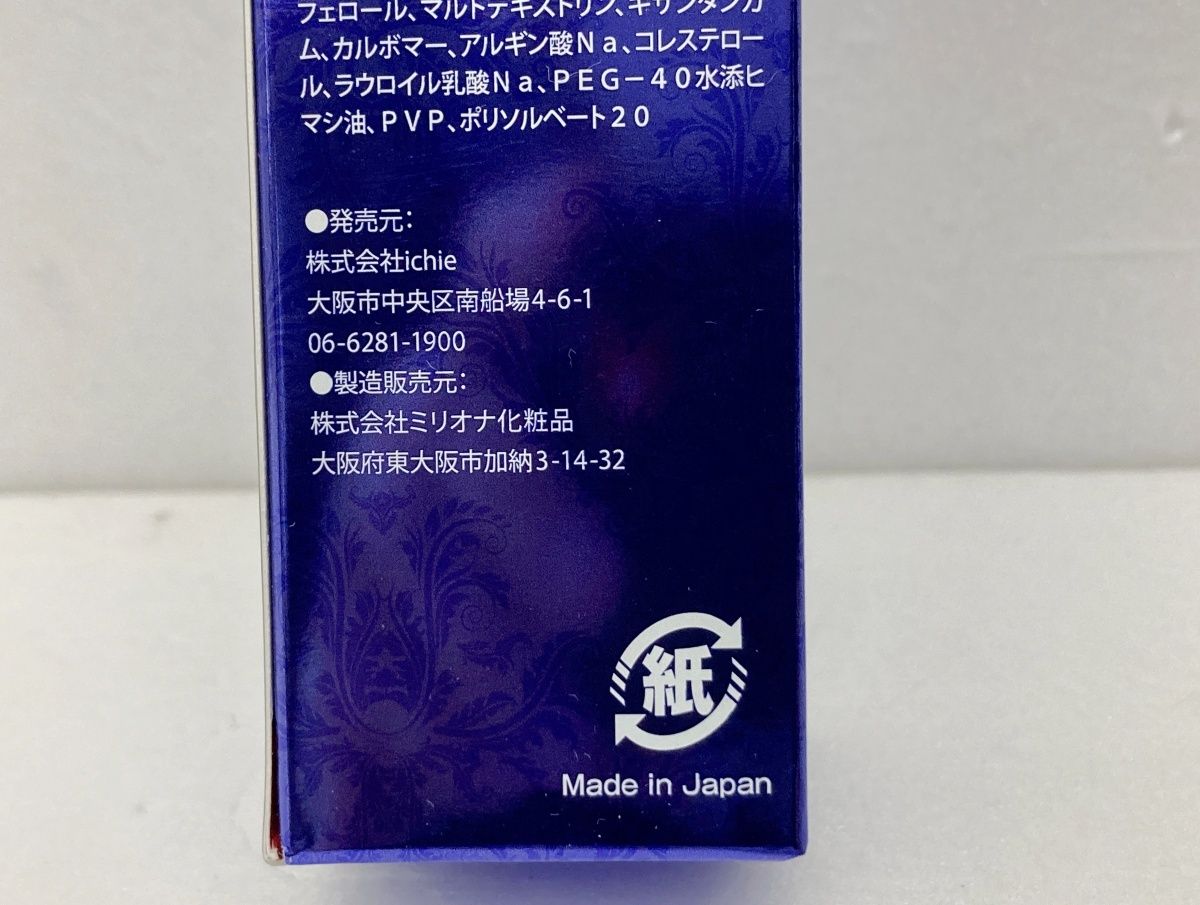 フェロール、マルトデキストリン、キサンタンガ
ム、カルボマー、アルギン酸Ｎａ、コレステロー
ル、ラウロイル乳酸Ｎａ、ＰＥＧ－４０水添ヒ
マシ油、ＰＶＰ、ポリソルベート２０
●発売元：
株式会社ichie
大阪市中央区南船場4-6-1
06-6281-1900
●製造販売元：
株式会社ミリオナ化粧品
大阪府東大阪市加納3-14-32
紙
Made in Japan